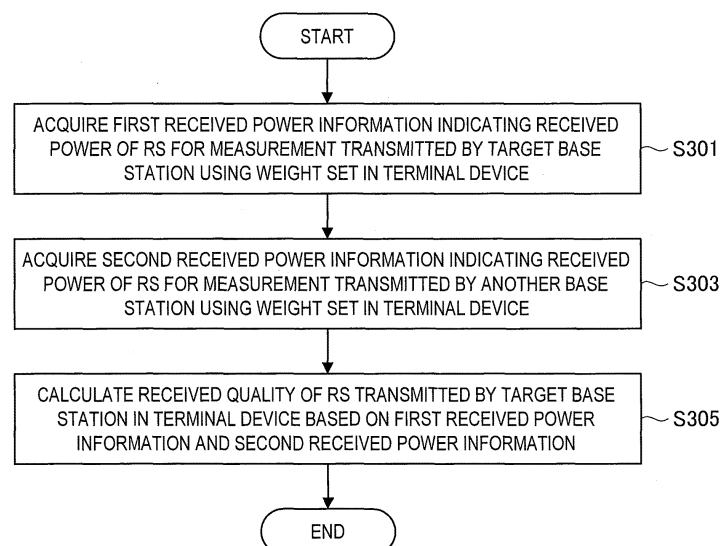 START
ACQUIRE FIRST RECEIVED POWER INFORMATION INDICATING RECEIVED
POWER OF RS FOR MEASUREMENT TRANSMITTED BY TARGET BASE
STATION USING WEIGHT SET IN TERMINAL DEVICE
S301
ACQUIRE SECOND RECEIVED POWER INFORMATION INDICATING RECEIVED
POWER OF RS FOR MEASUREMENT TRANSMITTED BY ANOTHER BASE
STATION USING WEIGHT SET IN TERMINAL DEVICE
S303
CALCULATE RECEIVED QUALITY OF RS TRANSMITTED BY TARGET BASE
STATION IN TERMINAL DEVICE BASED ON FIRST RECEIVED POWER
INFORMATION AND SECOND RECEIVED POWER INFORMATION
S305
END